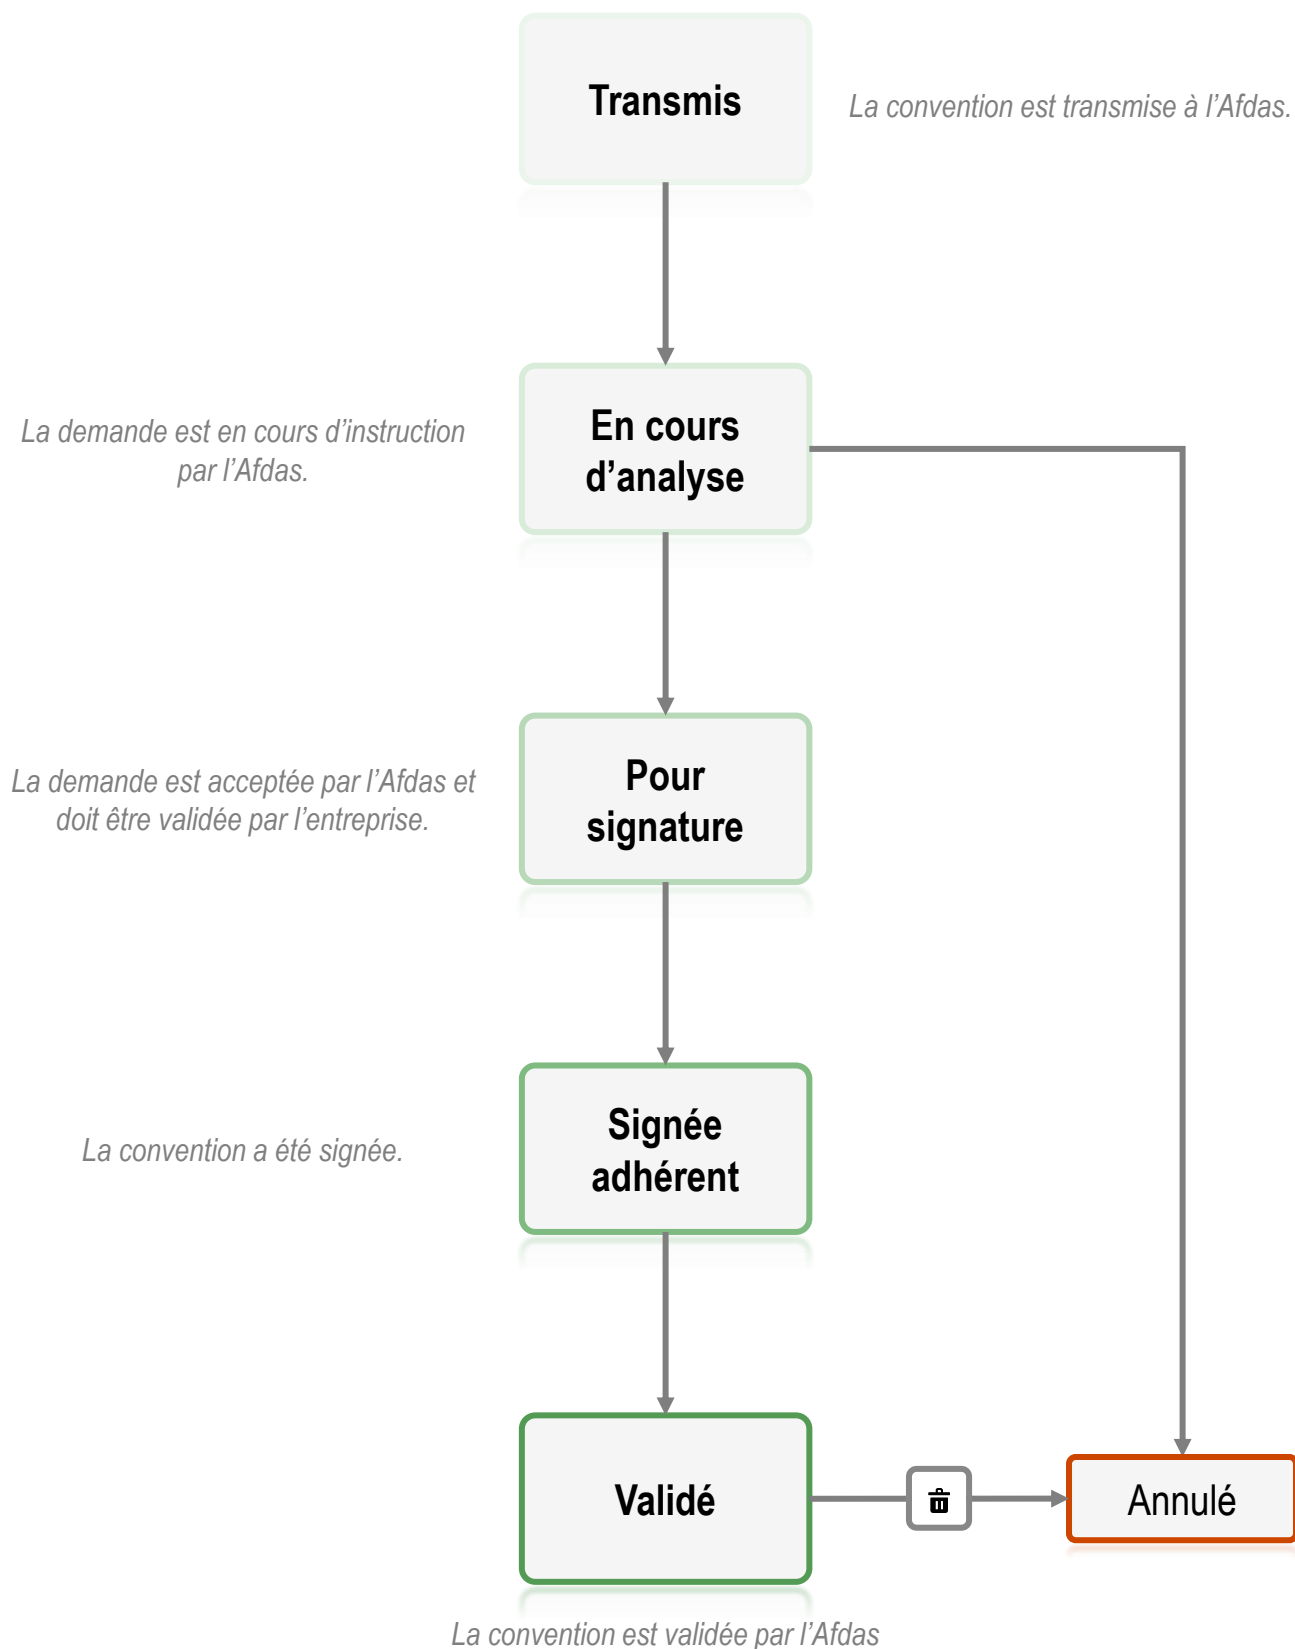 Transmis
La convention est transmise à l’Afdas.
En cours
d’analyse
La demande est en cours d’instruction
par l’Afdas.
Pour
signature
La demande est acceptée par l’Afdas et
doit être validée par l’entreprise.
Signée
adhérent
La convention a été signée.
Validé
Annulé
La convention est validée par l’Afdas